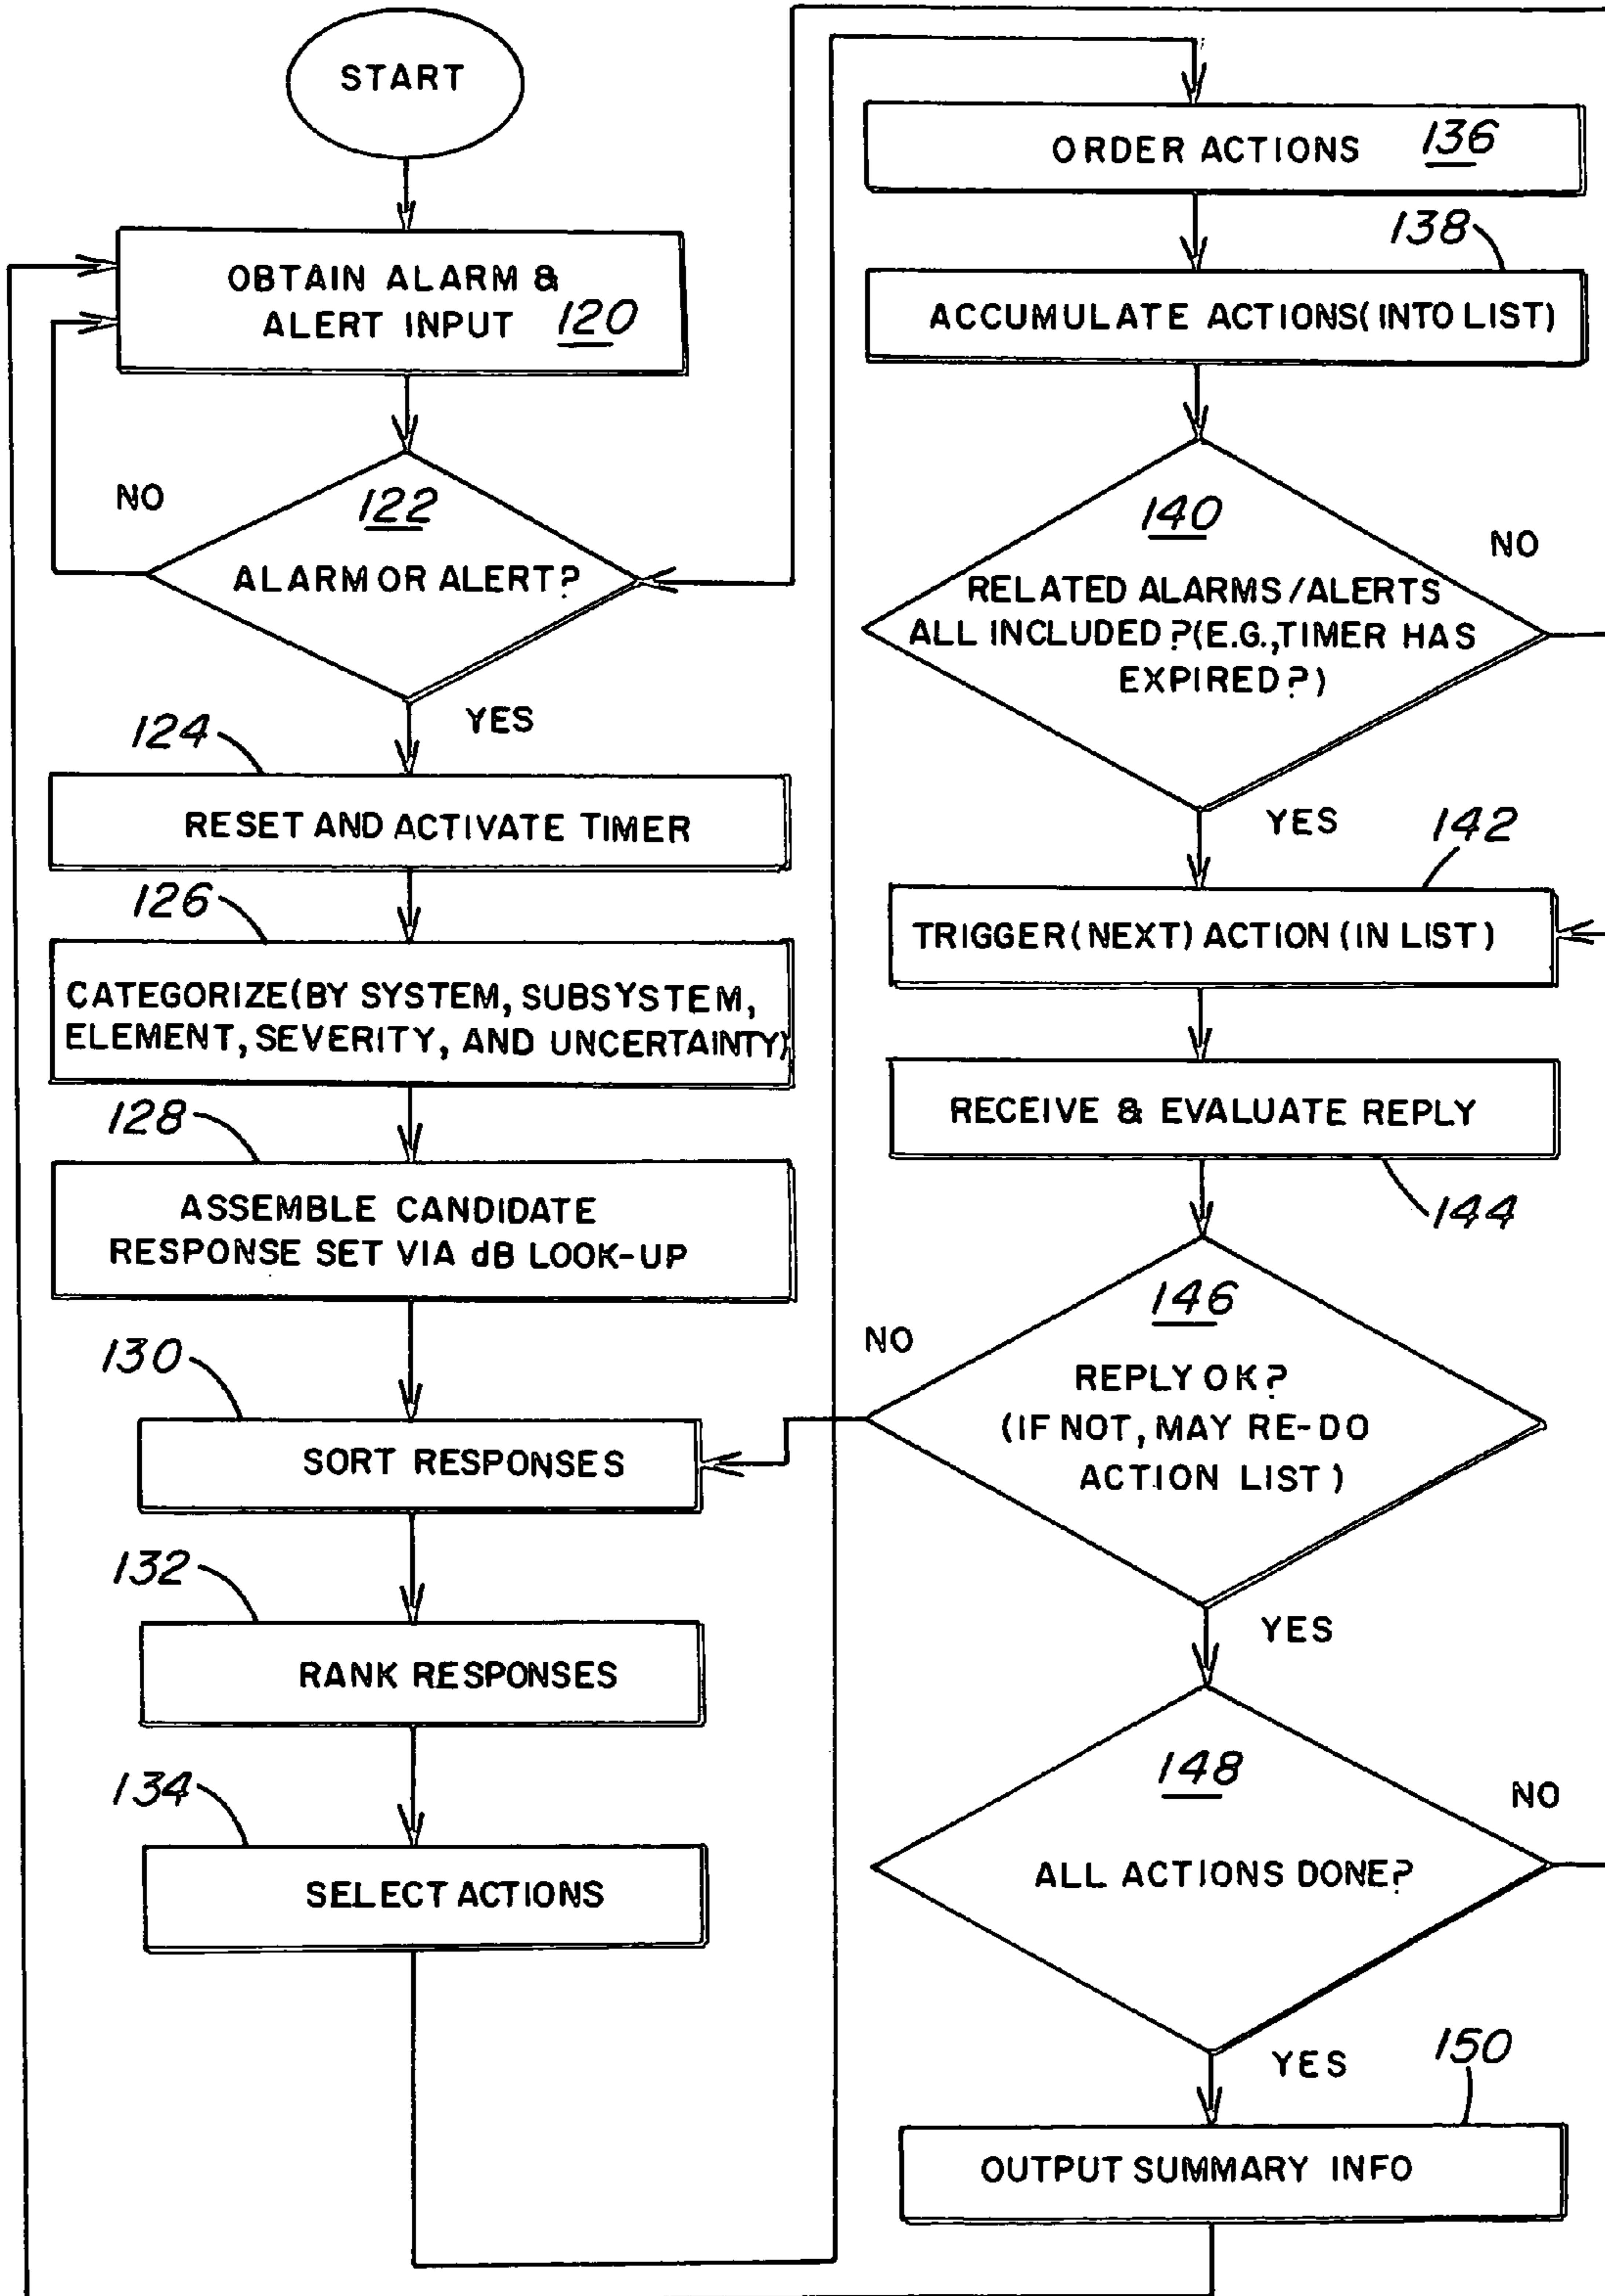 START
OBTAIN ALARM &
ALERT INPUT 120
NO
122
ALARM OR ALERT?
YES
124
RESET AND ACTIVATE TIMER
126
CATEGORIZE(BY SYSTEM, SUBSYSTEM,
ELEMENT, SEVERITY, AND UNCERTAINTY)
128
ASSEMBLE CANDIDATE
RESPONSE SET VIA dB LOOK-UP
130
SORT RESPONSES
132
RANK RESPONSES
134
SELECT ACTIONS
ORDER ACTIONS 136
138
ACCUMULATE ACTIONS(INTO LIST)
140
NO
RELATED ALARMS/ALERTS
ALL INCLUDED?(E.G.,TIMER HAS
EXPIRED?)
YES
142
TRIGGER(NEXT) ACTION (IN LIST)
RECEIVE & EVALUATE REPLY
144
146
NO
REPLY OK?
(IF NOT, MAY RE-DO
ACTION LIST)
YES
148
NO
ALL ACTIONS DONE?
YES
150
OUTPUT SUMMARY INFO